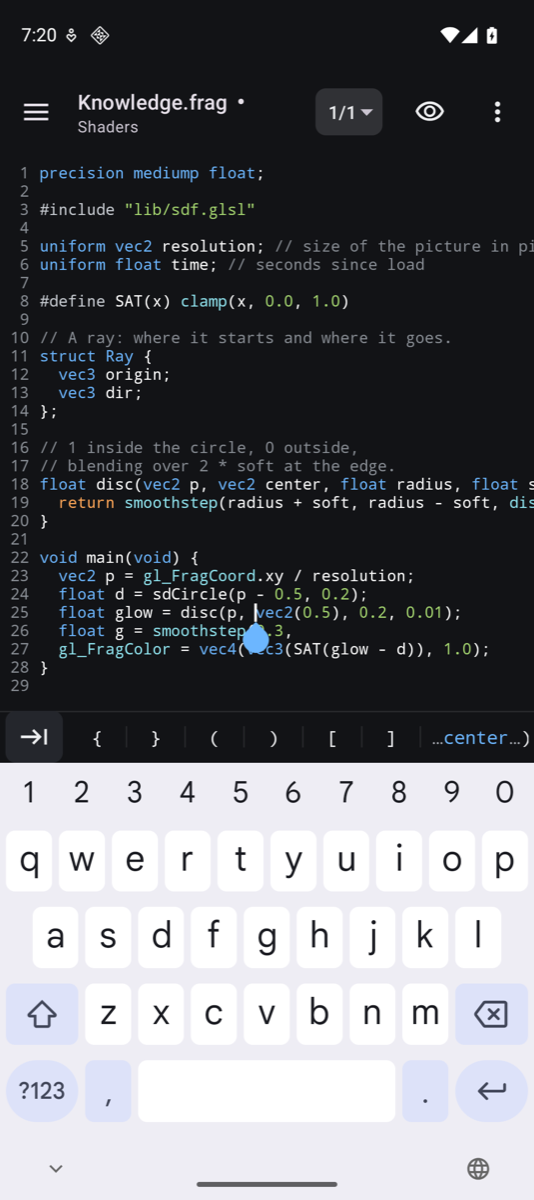 7:20
Knowledge.frag •
Shaders
1/1
1 precision mediump float;
2
3 #include "lib/sdf.glsl"
4
5 uniform vec2 resolution; // size of the picture in pi
6 uniform float time; // seconds since load
7
8 #define SAT(x) clamp(x, 0.0, 1.0)
9
10 // A ray: where it starts and where it goes.
11 struct Ray {
12   vec3 origin;
13   vec3 dir;
14 };
15
16 // 1 inside the circle, 0 outside,
17 // blending over 2 * soft at the edge.
18 float disc(vec2 p, vec2 center, float radius, float s
19   return smoothstep(radius + soft, radius - soft, dis
20 }
21
22 void main(void) {
23   vec2 p = gl_FragCoord.xy / resolution;
24   float d = sdCircle(p - 0.5, 0.2);
25   float glow = disc(p, vec2(0.5), 0.2, 0.01);
26   float g = smoothstep .3,
27   gl_FragColor = vec4( c3(SAT(glow - d)), 1.0);
28 }
29
{ } ( ) [ ] …center…)
1 2 3 4 5 6 7 8 9 0
q w e r t y u i o p
a s d f g h j k l
z x c v b n m
?123 , .